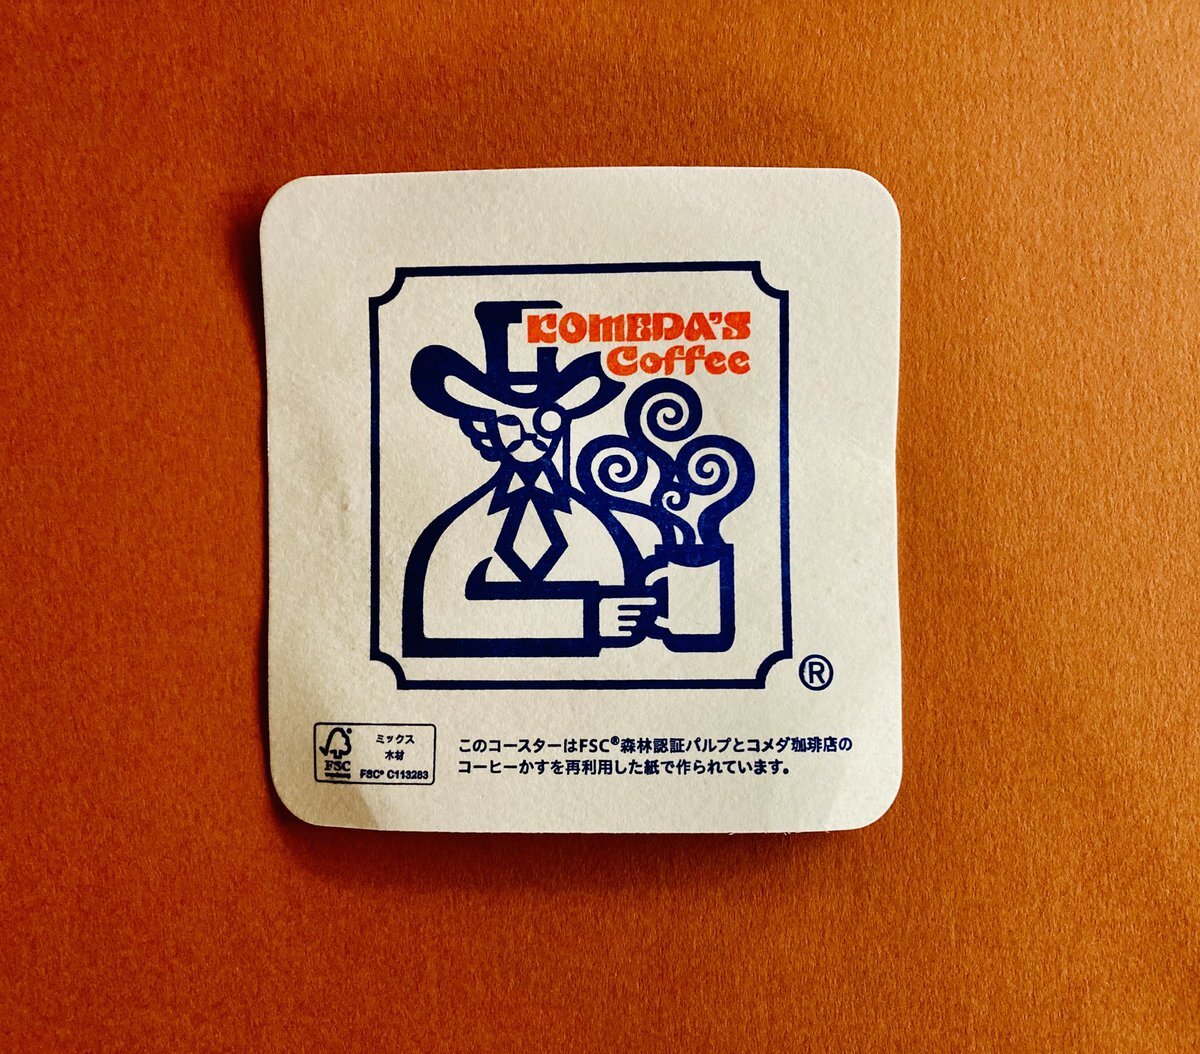 KOMEDA'S
Coffee
®
FSC
ミックス
木材
FSC® C113283
このコースターはFSC®森林認証パルプとコメダ珈琲店の
コーヒーかすを再利用した紙で作られています。